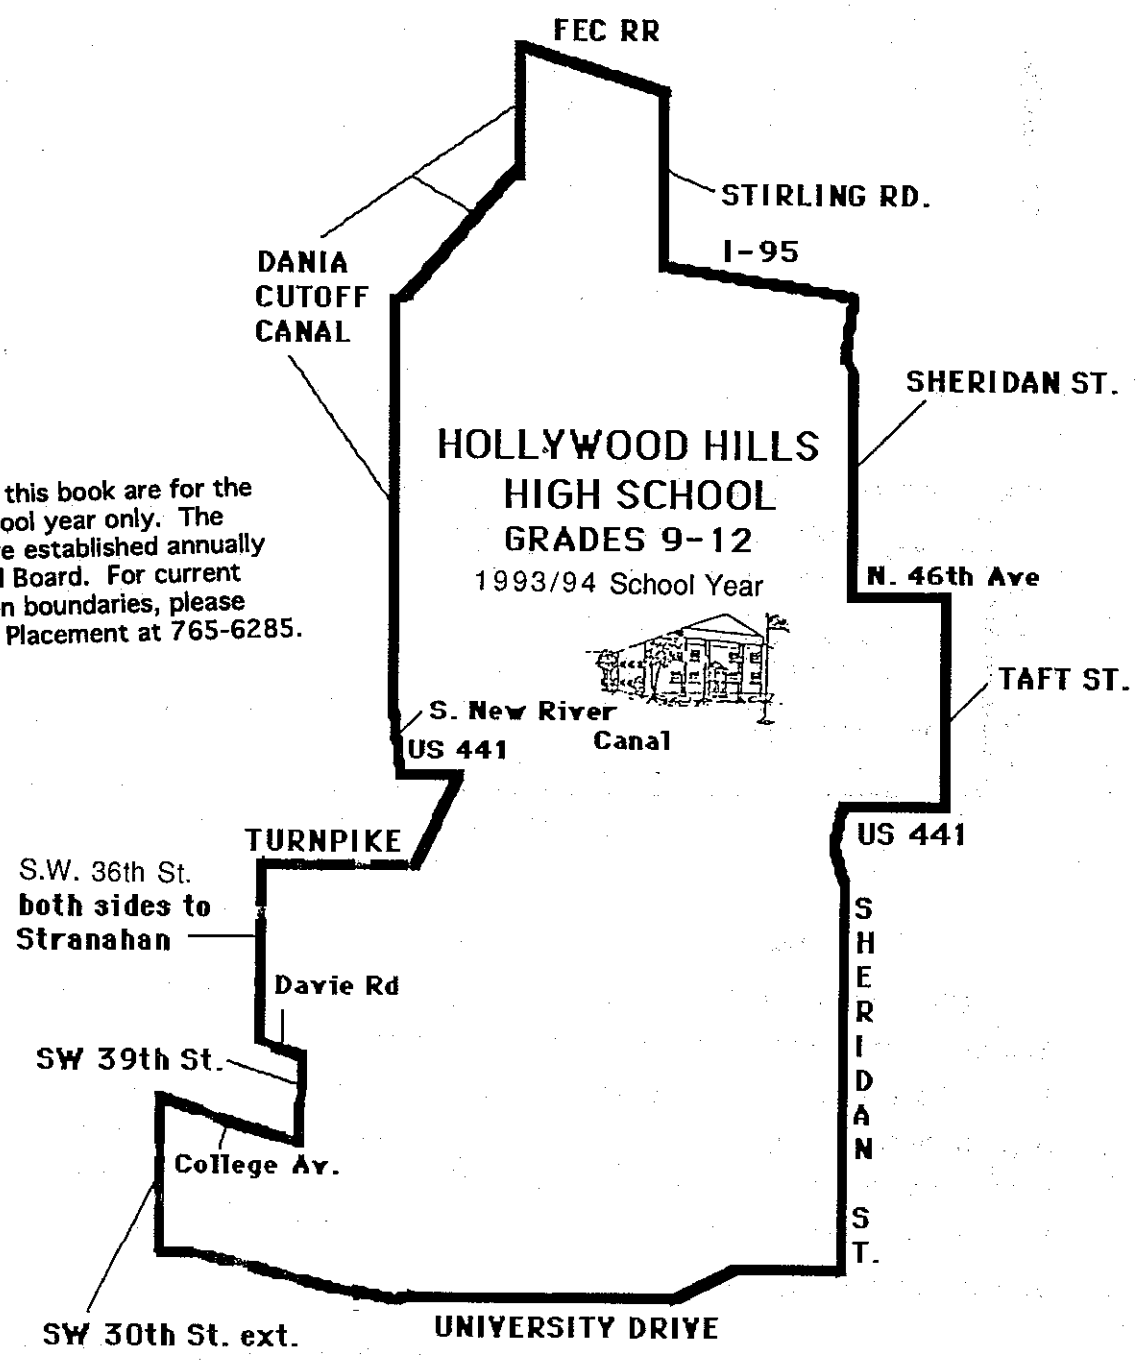 FEC RR
STIRLING RD.
I-95
DANIA
CUTOFF
CANAL
SHERIDAN ST.
HOLLYWOOD HILLS
HIGH SCHOOL
GRADES 9-12
1993/94 School Year
this book are for the
ool year only. The
e established annually
l Board. For current
n boundaries, please
Placement at 765-6285.
N. 46th Ave
TAFT ST.
S. New River
Canal
US 441
TURNPIKE
US 441
S.W. 36th St.
both sides to
Stranahan
Davie Rd
SW 39th St.
College Av.
SHERIDAN ST.
SW 30th St. ext.
UNIVERSITY DRIVE